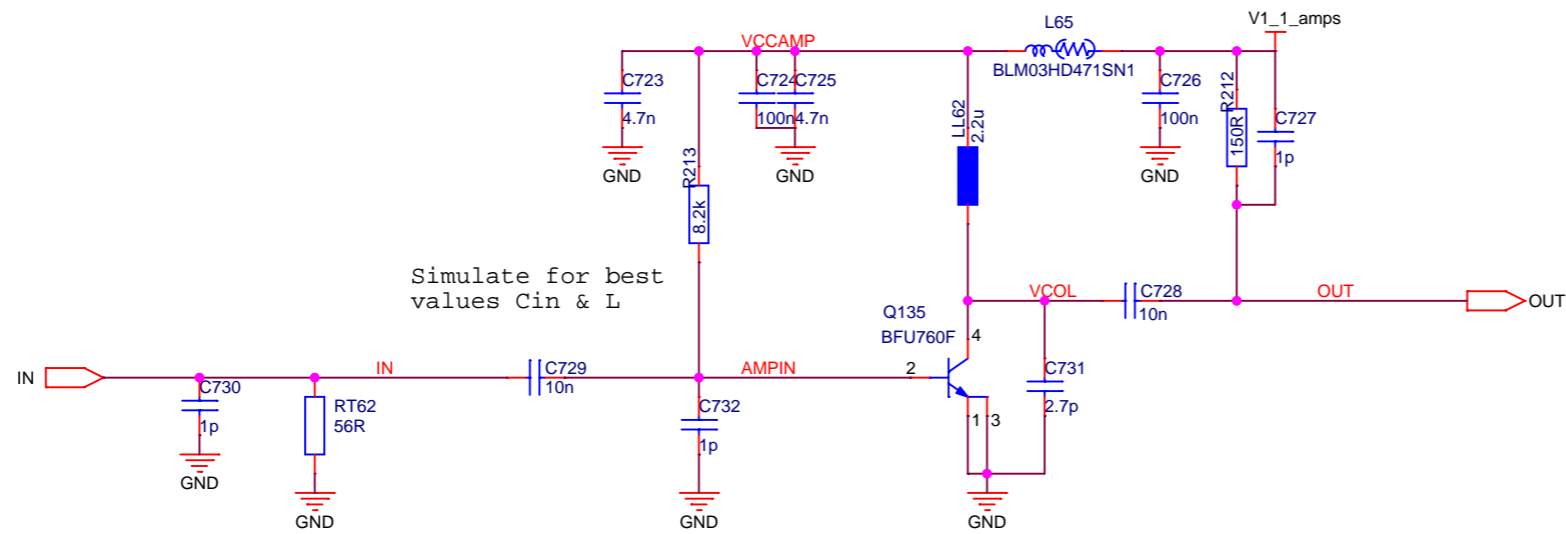 V1_1_amps
L65
VCCAMP
BLM03HD471SN1
C723
4.7n
GND
C724
100n
C725
4.7n
GND
LL62
2.2u
C726
100n
GND
R212
150R
C727
1p
R213
8.2k
Simulate for best
values Cin & L
VCOL
C728
10n
OUT
OUT
Q135
BFU760F
4
2
1
3
C731
2.7p
GND
IN
IN
C729
10n
AMPIN
C730
1p
GND
RT62
56R
GND
C732
1p
GND